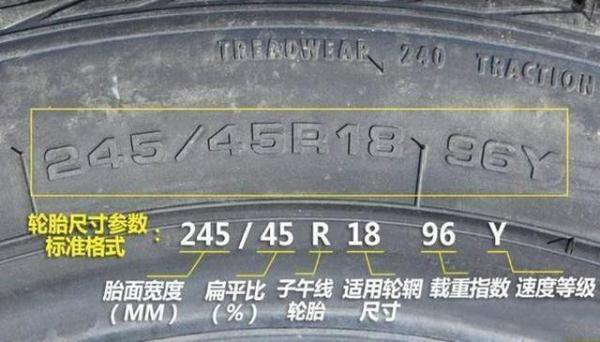 TREADWEAR 240 TRACTION
245/45R18 96Y
轮胎尺寸参数
标准格式 : 245 / 45 R 18 96 Y
胎面宽度 扁平比 子午线 适用轮辋 载重指数 速度等级
(MM) (%) 轮胎 尺寸